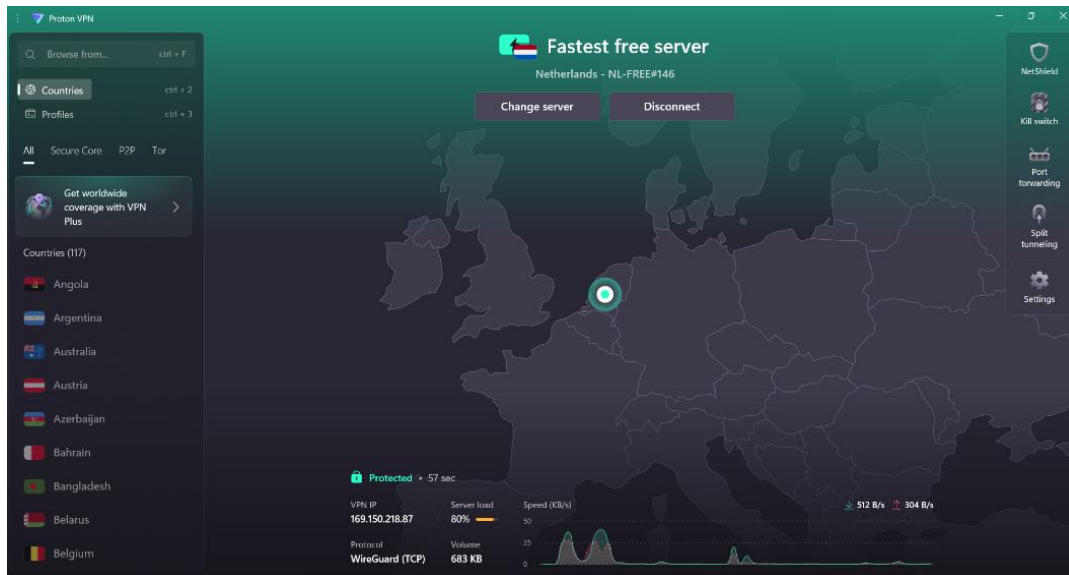 Proton VPN
Browse from...
ctrl + F
Countries
ctrl + 2
Profiles
ctrl + 3
All
Secure Core
P2P
Tor
Get worldwide
coverage with VPN
Plus
Countries (117)
Angola
Argentina
Australia
Austria
Azerbaijan
Bahrain
Bangladesh
Belarus
Belgium
Fastest free server
Netherlands - NL-FREE#146
Change server
Disconnect
Protected • 57 sec
VPN IP
169.150.218.87
Server load
80%
Protocol
WireGuard (TCP)
Volume
683 KB
Speed (KB/s)
512 B/s
304 B/s
50
25
0
NetShield
Kill switch
Port
forwarding
Split
tunneling
Settings